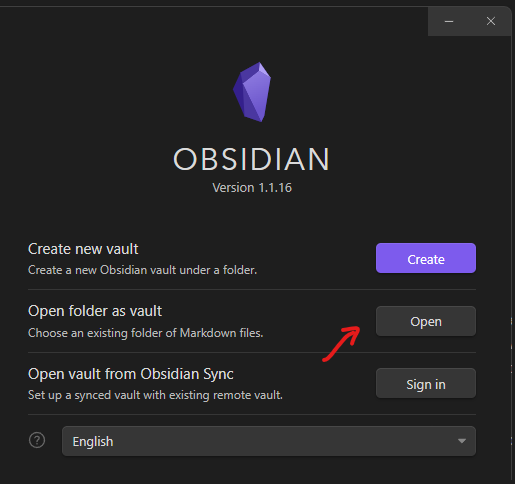 OBSIDIAN
Version 1.1.16
Create new vault
Create a new Obsidian vault under a folder.
Create
Open folder as vault
Choose an existing folder of Markdown files.
Open
Open vault from Obsidian Sync
Set up a synced vault with existing remote vault.
Sign in
?
English